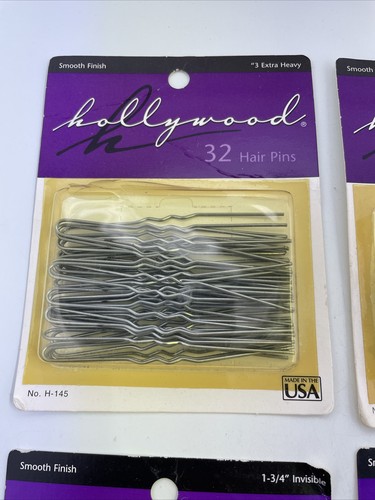 Smooth Finish
"3 Extra Heavy
hollywood®
32 Hair Pins
No. H-145
MADE IN THE
USA
Smooth
Smooth Finish
1-3/4" Invisible